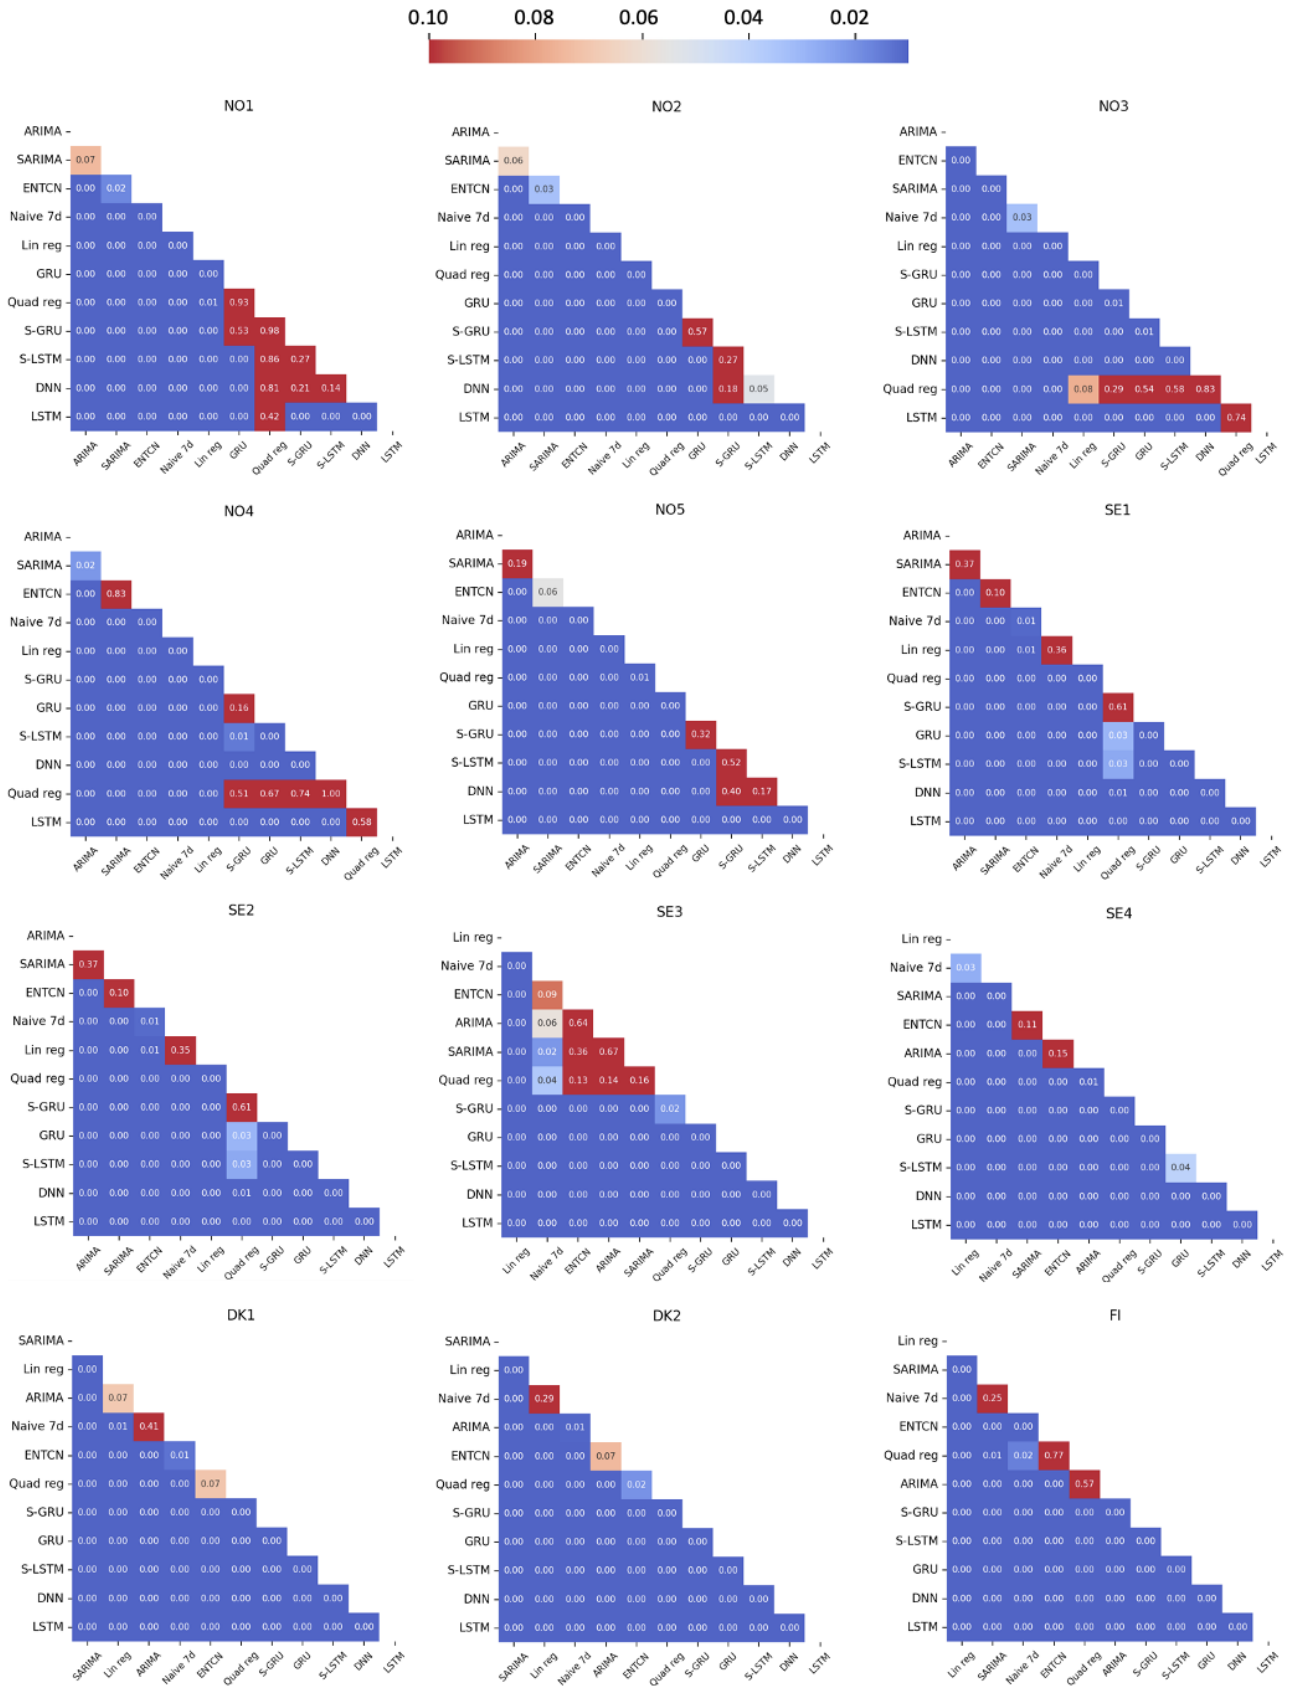 0.10 0.08 0.06 0.04 0.02
NO1
ARIMA
SARIMA 0.07
ENTCN 0.00 0.02
Naive 7d 0.00 0.00 0.00
Lin reg 0.00 0.00 0.00 0.00
GRU 0.00 0.00 0.00 0.00 0.00
Quad reg 0.00 0.00 0.00 0.00 0.01 0.93
S-GRU 0.00 0.00 0.00 0.00 0.00 0.53 0.98
S-LSTM 0.00 0.00 0.00 0.00 0.00 0.00 0.86 0.27
DNN 0.00 0.00 0.00 0.00 0.00 0.00 0.81 0.21 0.14
LSTM 0.00 0.00 0.00 0.00 0.00 0.00 0.42 0.00 0.00 0.00
ARIMA SARIMA ENTCN Naive 7d Lin reg GRU Quad reg S-GRU S-LSTM DNN LSTM
NO2
ARIMA
SARIMA 0.06
ENTCN 0.00 0.03
Naive 7d 0.00 0.00 0.00
Lin reg 0.00 0.00 0.00 0.00
Quad reg 0.00 0.00 0.00 0.00 0.00
GRU 0.00 0.00 0.00 0.00 0.00 0.00
S-GRU 0.00 0.00 0.00 0.00 0.00 0.00 0.57
S-LSTM 0.00 0.00 0.00 0.00 0.00 0.00 0.00 0.27
DNN 0.00 0.00 0.00 0.00 0.00 0.00 0.00 0.18 0.05
LSTM 0.00 0.00 0.00 0.00 0.00 0.00 0.00 0.00 0.00 0.00
ARIMA SARIMA ENTCN Naive 7d Lin reg Quad reg GRU S-GRU S-LSTM DNN LSTM
NO3
ARIMA
ENTCN 0.00
SARIMA 0.00 0.00
Naive 7d 0.00 0.00 0.03
Lin reg 0.00 0.00 0.00 0.00
S-GRU 0.00 0.00 0.00 0.00 0.00
GRU 0.00 0.00 0.00 0.00 0.00 0.01
S-LSTM 0.00 0.00 0.00 0.00 0.00 0.00 0.01
DNN 0.00 0.00 0.00 0.00 0.00 0.00 0.00 0.00
Quad reg 0.00 0.00 0.00 0.00 0.08 0.29 0.54 0.58 0.83
LSTM 0.00 0.00 0.00 0.00 0.00 0.00 0.00 0.00 0.00 0.74
ARIMA ENTCN SARIMA Naive 7d Lin reg S-GRU GRU S-LSTM DNN Quad reg LSTM
NO4
ARIMA
SARIMA 0.02
ENTCN 0.00 0.83
Naive 7d 0.00 0.00 0.00
Lin reg 0.00 0.00 0.00 0.00
S-GRU 0.00 0.00 0.00 0.00 0.00
GRU 0.00 0.00 0.00 0.00 0.00 0.16
S-LSTM 0.00 0.00 0.00 0.00 0.00 0.01 0.00
DNN 0.00 0.00 0.00 0.00 0.00 0.00 0.00 0.00
Quad reg 0.00 0.00 0.00 0.00 0.00 0.51 0.67 0.74 1.00
LSTM 0.00 0.00 0.00 0.00 0.00 0.00 0.00 0.00 0.00 0.58
ARIMA SARIMA ENTCN Naive 7d Lin reg S-GRU GRU S-LSTM DNN Quad reg LSTM
NO5
ARIMA
SARIMA 0.19
ENTCN 0.00 0.06
Naive 7d 0.00 0.00 0.00
Lin reg 0.00 0.00 0.00 0.00
Quad reg 0.00 0.00 0.00 0.00 0.01
GRU 0.00 0.00 0.00 0.00 0.00 0.00
S-GRU 0.00 0.00 0.00 0.00 0.00 0.00 0.32
S-LSTM 0.00 0.00 0.00 0.00 0.00 0.00 0.00 0.52
DNN 0.00 0.00 0.00 0.00 0.00 0.00 0.00 0.40 0.17
LSTM 0.00 0.00 0.00 0.00 0.00 0.00 0.00 0.00 0.00 0.00
ARIMA SARIMA ENTCN Naive 7d Lin reg Quad reg GRU S-GRU S-LSTM DNN LSTM
SE1
ARIMA
SARIMA 0.37
ENTCN 0.00 0.10
Naive 7d 0.00 0.00 0.01
Lin reg 0.00 0.00 0.01 0.36
Quad reg 0.00 0.00 0.00 0.00 0.00
S-GRU 0.00 0.00 0.00 0.00 0.00 0.61
GRU 0.00 0.00 0.00 0.00 0.00 0.03 0.00
S-LSTM 0.00 0.00 0.00 0.00 0.00 0.03 0.00 0.00
DNN 0.00 0.00 0.00 0.00 0.00 0.01 0.00 0.00 0.00
LSTM 0.00 0.00 0.00 0.00 0.00 0.00 0.00 0.00 0.00 0.00
ARIMA SARIMA ENTCN Naive 7d Lin reg Quad reg S-GRU GRU S-LSTM DNN LSTM
SE2
ARIMA
SARIMA 0.37
ENTCN 0.00 0.10
Naive 7d 0.00 0.00 0.01
Lin reg 0.00 0.00 0.01 0.35
Quad reg 0.00 0.00 0.00 0.00 0.00
S-GRU 0.00 0.00 0.00 0.00 0.00 0.61
GRU 0.00 0.00 0.00 0.00 0.00 0.03 0.00
S-LSTM 0.00 0.00 0.00 0.00 0.00 0.03 0.00 0.00
DNN 0.00 0.00 0.00 0.00 0.00 0.01 0.00 0.00 0.00
LSTM 0.00 0.00 0.00 0.00 0.00 0.00 0.00 0.00 0.00 0.00
ARIMA SARIMA ENTCN Naive 7d Lin reg Quad reg S-GRU GRU S-LSTM DNN LSTM
SE3
Lin reg
Naive 7d 0.00
ENTCN 0.00 0.09
ARIMA 0.00 0.06 0.64
SARIMA 0.00 0.02 0.36 0.67
Quad reg 0.00 0.04 0.13 0.14 0.16
S-GRU 0.00 0.00 0.00 0.00 0.00 0.02
GRU 0.00 0.00 0.00 0.00 0.00 0.00 0.00
S-LSTM 0.00 0.00 0.00 0.00 0.00 0.00 0.00 0.00
DNN 0.00 0.00 0.00 0.00 0.00 0.00 0.00 0.00 0.00
LSTM 0.00 0.00 0.00 0.00 0.00 0.00 0.00 0.00 0.00 0.00
Lin reg Naive 7d ENTCN ARIMA SARIMA Quad reg S-GRU GRU S-LSTM DNN LSTM
SE4
Lin reg
Naive 7d 0.03
SARIMA 0.00 0.00
ENTCN 0.00 0.00 0.11
ARIMA 0.00 0.00 0.00 0.15
Quad reg 0.00 0.00 0.00 0.00 0.01
S-GRU 0.00 0.00 0.00 0.00 0.00 0.00
GRU 0.00 0.00 0.00 0.00 0.00 0.00 0.00
S-LSTM 0.00 0.00 0.00 0.00 0.00 0.00 0.00 0.04
DNN 0.00 0.00 0.00 0.00 0.00 0.00 0.00 0.00 0.00
LSTM 0.00 0.00 0.00 0.00 0.00 0.00 0.00 0.00 0.00 0.00
Lin reg Naive 7d SARIMA ENTCN ARIMA Quad reg S-GRU GRU S-LSTM DNN LSTM
DK1
SARIMA
Lin reg 0.00
ARIMA 0.00 0.07
Naive 7d 0.00 0.01 0.41
ENTCN 0.00 0.00 0.00 0.01
Quad reg 0.00 0.00 0.00 0.00 0.07
S-GRU 0.00 0.00 0.00 0.00 0.00 0.00
GRU 0.00 0.00 0.00 0.00 0.00 0.00 0.00
S-LSTM 0.00 0.00 0.00 0.00 0.00 0.00 0.00 0.00
DNN 0.00 0.00 0.00 0.00 0.00 0.00 0.00 0.00 0.00
LSTM 0.00 0.00 0.00 0.00 0.00 0.00 0.00 0.00 0.00 0.00
SARIMA Lin reg ARIMA Naive 7d ENTCN Quad reg S-GRU GRU S-LSTM DNN LSTM
DK2
SARIMA
Lin reg 0.00
Naive 7d 0.00 0.29
ARIMA 0.00 0.00 0.01
ENTCN 0.00 0.00 0.00 0.07
Quad reg 0.00 0.00 0.00 0.00 0.02
S-GRU 0.00 0.00 0.00 0.00 0.00 0.00
GRU 0.00 0.00 0.00 0.00 0.00 0.00 0.00
S-LSTM 0.00 0.00 0.00 0.00 0.00 0.00 0.00 0.00
DNN 0.00 0.00 0.00 0.00 0.00 0.00 0.00 0.00 0.00
LSTM 0.00 0.00 0.00 0.00 0.00 0.00 0.00 0.00 0.00 0.00
SARIMA Lin reg Naive 7d ARIMA ENTCN Quad reg S-GRU GRU S-LSTM DNN LSTM
FI
Lin reg
SARIMA 0.00
Naive 7d 0.00 0.25
ENTCN 0.00 0.00 0.00
Quad reg 0.00 0.01 0.02 0.77
ARIMA 0.00 0.00 0.00 0.00 0.57
S-GRU 0.00 0.00 0.00 0.00 0.00 0.00
S-LSTM 0.00 0.00 0.00 0.00 0.00 0.00 0.00
GRU 0.00 0.00 0.00 0.00 0.00 0.00 0.00 0.00
DNN 0.00 0.00 0.00 0.00 0.00 0.00 0.00 0.00 0.00
LSTM 0.00 0.00 0.00 0.00 0.00 0.00 0.00 0.00 0.00 0.00
Lin reg SARIMA Naive 7d ENTCN Quad reg ARIMA S-GRU S-LSTM GRU DNN LSTM